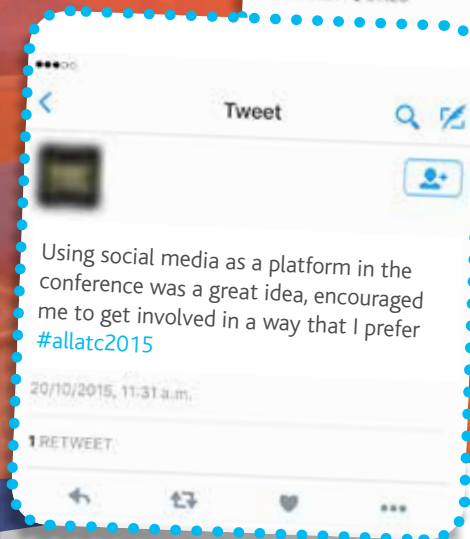 Tweet
Using social media as a platform in the
conference was a great idea, encouraged
me to get involved in a way that I prefer
#allatc2015
20/10/2015, 11:31 a.m.
1 RETWEET